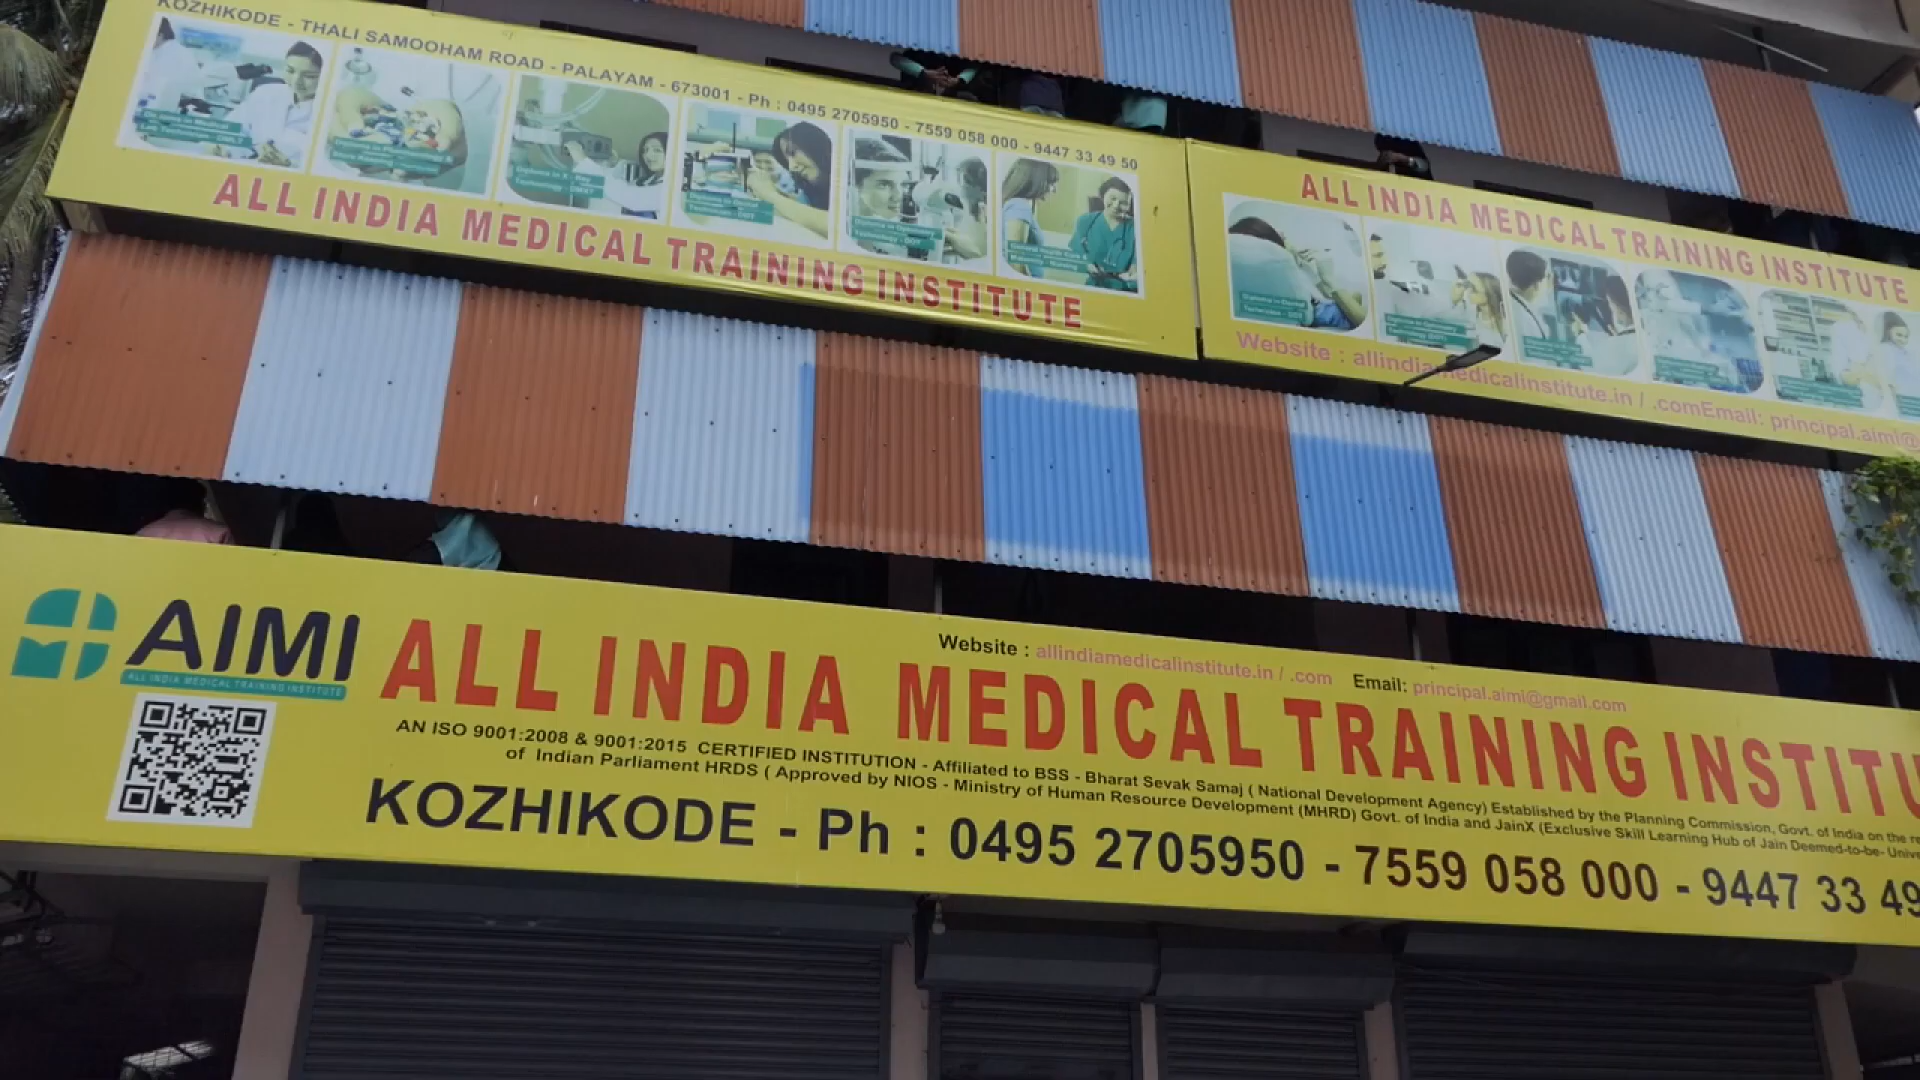 KOZHIKODE - THALI SAMOOHAM ROAD - PALAYAM - 673001 - Ph : 0495 2705950 - 7559 058 000 - 9447 33 49 50
ALL INDIA MEDICAL TRAINING INSTITUTE
ALL INDIA MEDICAL TRAINING INSTITUTE
Website : allindiamedicalinstitute.in / .comEmail: principal.aimi@
AIMI
ALL INDIA MEDICAL TRAINING INSTITUTE
Website : allindiamedicalinstitute.in / .com Email: principal.aimi@gmail.com
ALL INDIA MEDICAL TRAINING INSTITU
AN ISO 9001:2008 & 9001:2015 CERTIFIED INSTITUTION - Affiliated to BSS - Bharat Sevak Samaj ( National Development Agency) Established by the Planning Commission, Govt. of India on the re
of Indian Parliament HRDS ( Approved by NIOS - Ministry of Human Resource Development (MHRD) Govt. of India and JainX (Exclusive Skill Learning Hub of Jain Deemed-to-be- Unive
KOZHIKODE - Ph : 0495 2705950 - 7559 058 000 - 9447 33 49